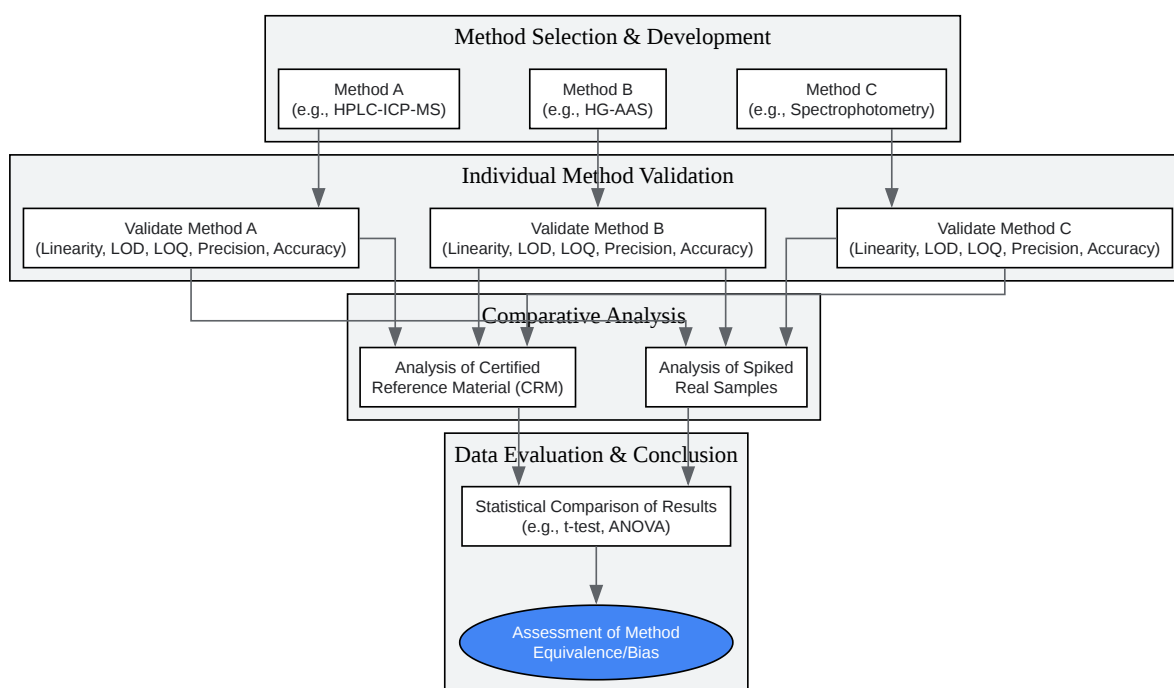 Method Selection & Development
Method A
(e.g., HPLC-ICP-MS)
Method B
(e.g., HG-AAS)
Method C
(e.g., Spectrophotometry)
Individual Method Validation
Validate Method A
(Linearity, LOD, LOQ, Precision, Accuracy)
Validate Method B
(Linearity, LOD, LOQ, Precision, Accuracy)
Validate Method C
(Linearity, LOD, LOQ, Precision, Accuracy)
Comparative Analysis
Analysis of Certified
Reference Material (CRM)
Analysis of Spiked
Real Samples
Data Evaluation & Conclusion
Statistical Comparison of Results
(e.g., t-test, ANOVA)
Assessment of Method
Equivalence/Bias